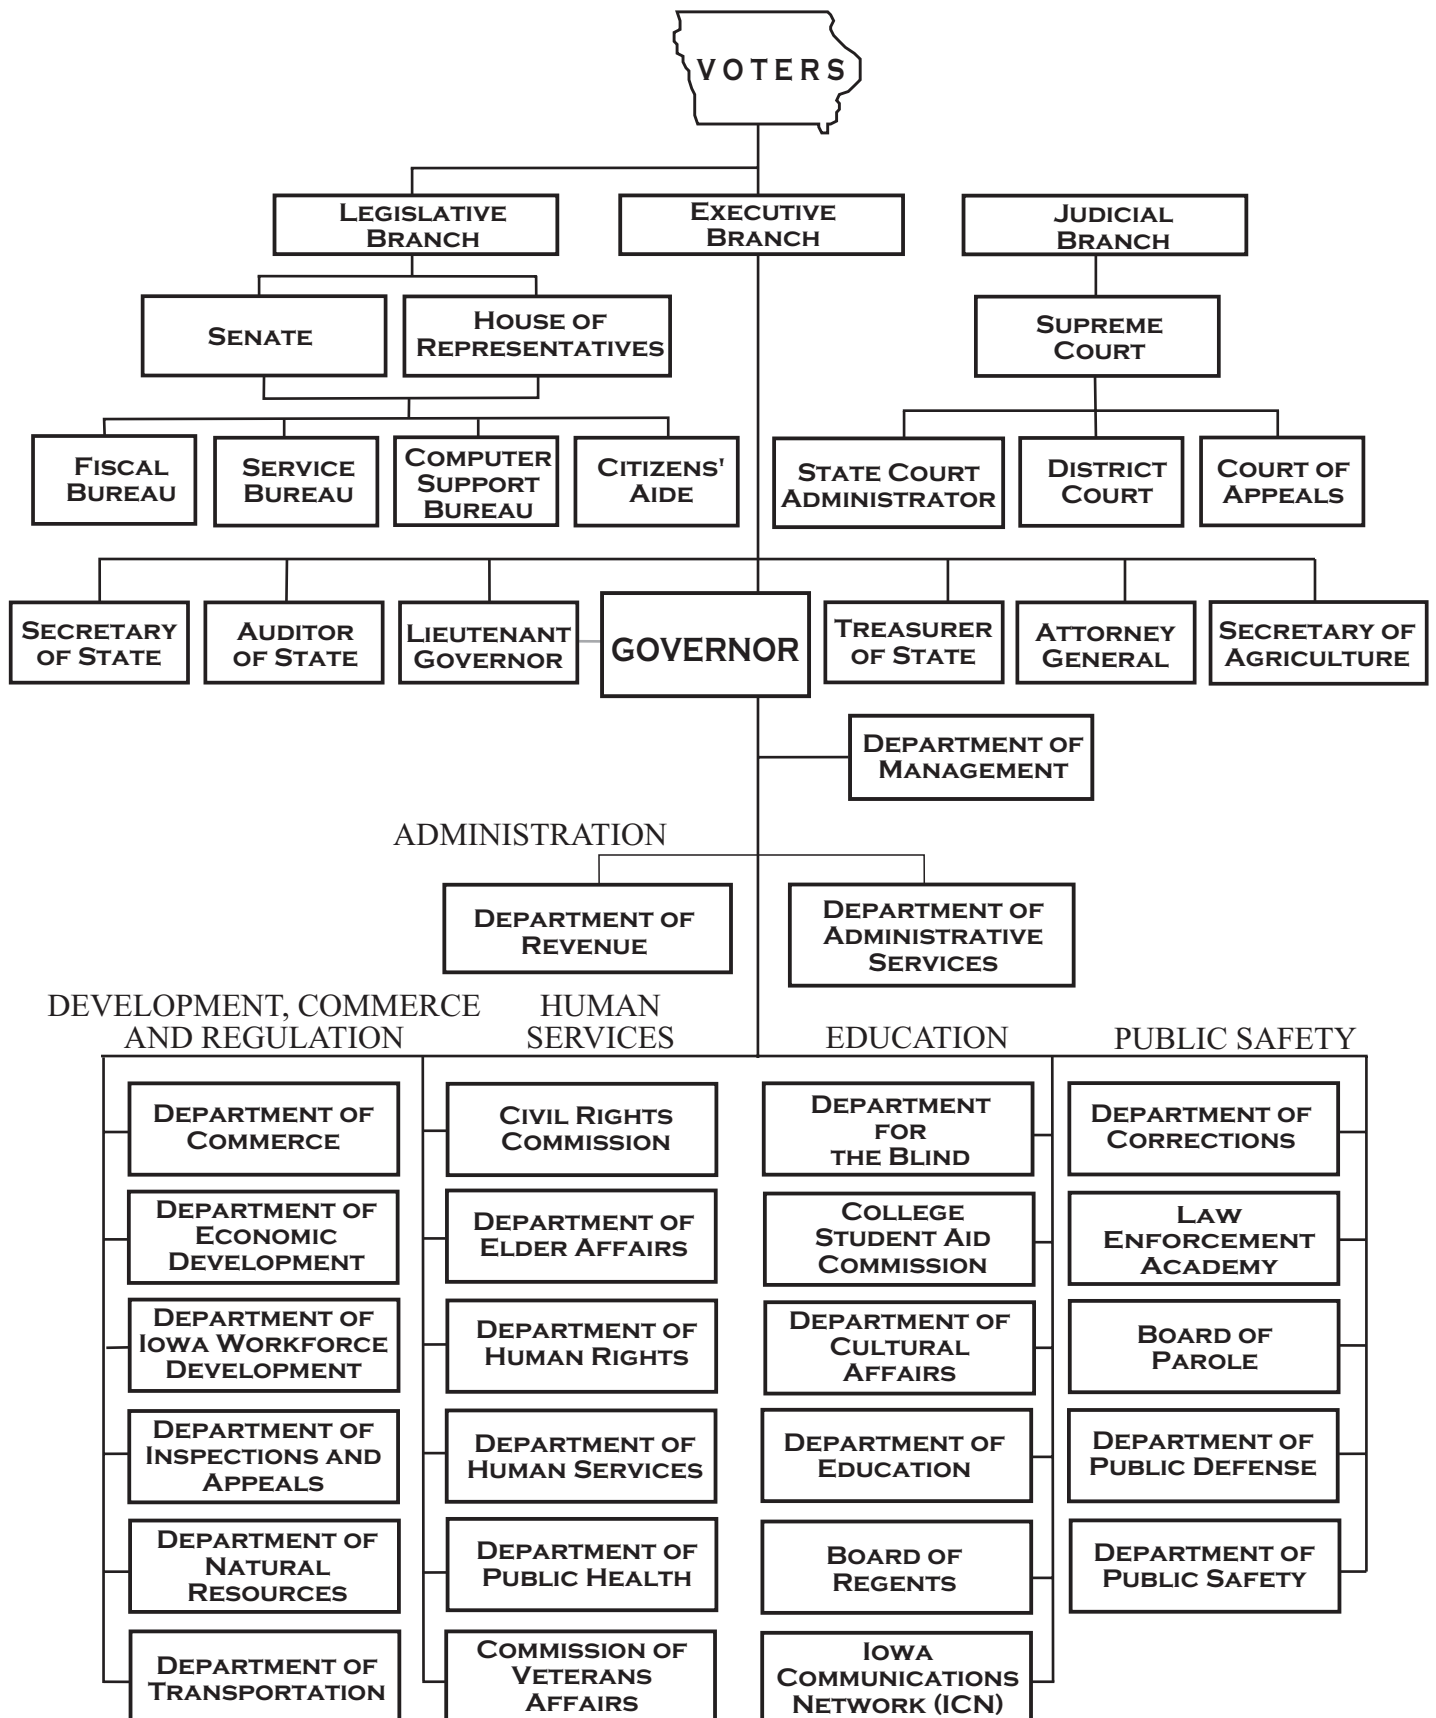 VOTERS
LEGISLATIVE
BRANCH
EXECUTIVE
BRANCH
JUDICIAL
BRANCH
SENATE
HOUSE OF
REPRESENTATIVES
SUPREME
COURT
FISCAL
BUREAU
SERVICE
BUREAU
COMPUTER
SUPPORT
BUREAU
CITIZENS'
AIDE
STATE COURT
ADMINISTRATOR
DISTRICT
COURT
COURT OF
APPEALS
SECRETARY
OF STATE
AUDITOR
OF STATE
LIEUTENANT
GOVERNOR
GOVERNOR
TREASURER
OF STATE
ATTORNEY
GENERAL
SECRETARY OF
AGRICULTURE
DEPARTMENT OF
MANAGEMENT
ADMINISTRATION
DEPARTMENT OF
REVENUE
DEPARTMENT OF
ADMINISTRATIVE
SERVICES
DEVELOPMENT, COMMERCE
AND REGULATION
HUMAN
SERVICES
EDUCATION
PUBLIC SAFETY
DEPARTMENT OF
COMMERCE
DEPARTMENT OF
ECONOMIC
DEVELOPMENT
DEPARTMENT OF
IOWA WORKFORCE
DEVELOPMENT
DEPARTMENT OF
INSPECTIONS AND
APPEALS
DEPARTMENT OF
NATURAL
RESOURCES
DEPARTMENT OF
TRANSPORTATION
CIVIL RIGHTS
COMMISSION
DEPARTMENT OF
ELDER AFFAIRS
DEPARTMENT OF
HUMAN RIGHTS
DEPARTMENT OF
HUMAN SERVICES
DEPARTMENT OF
PUBLIC HEALTH
COMMISSION OF
VETERANS
AFFAIRS
DEPARTMENT
FOR
THE BLIND
COLLEGE
STUDENT AID
COMMISSION
DEPARTMENT OF
CULTURAL
AFFAIRS
DEPARTMENT OF
EDUCATION
BOARD OF
REGENTS
IOWA
COMMUNICATIONS
NETWORK (ICN)
DEPARTMENT OF
CORRECTIONS
LAW
ENFORCEMENT
ACADEMY
BOARD OF
PAROLE
DEPARTMENT OF
PUBLIC DEFENSE
DEPARTMENT OF
PUBLIC SAFETY